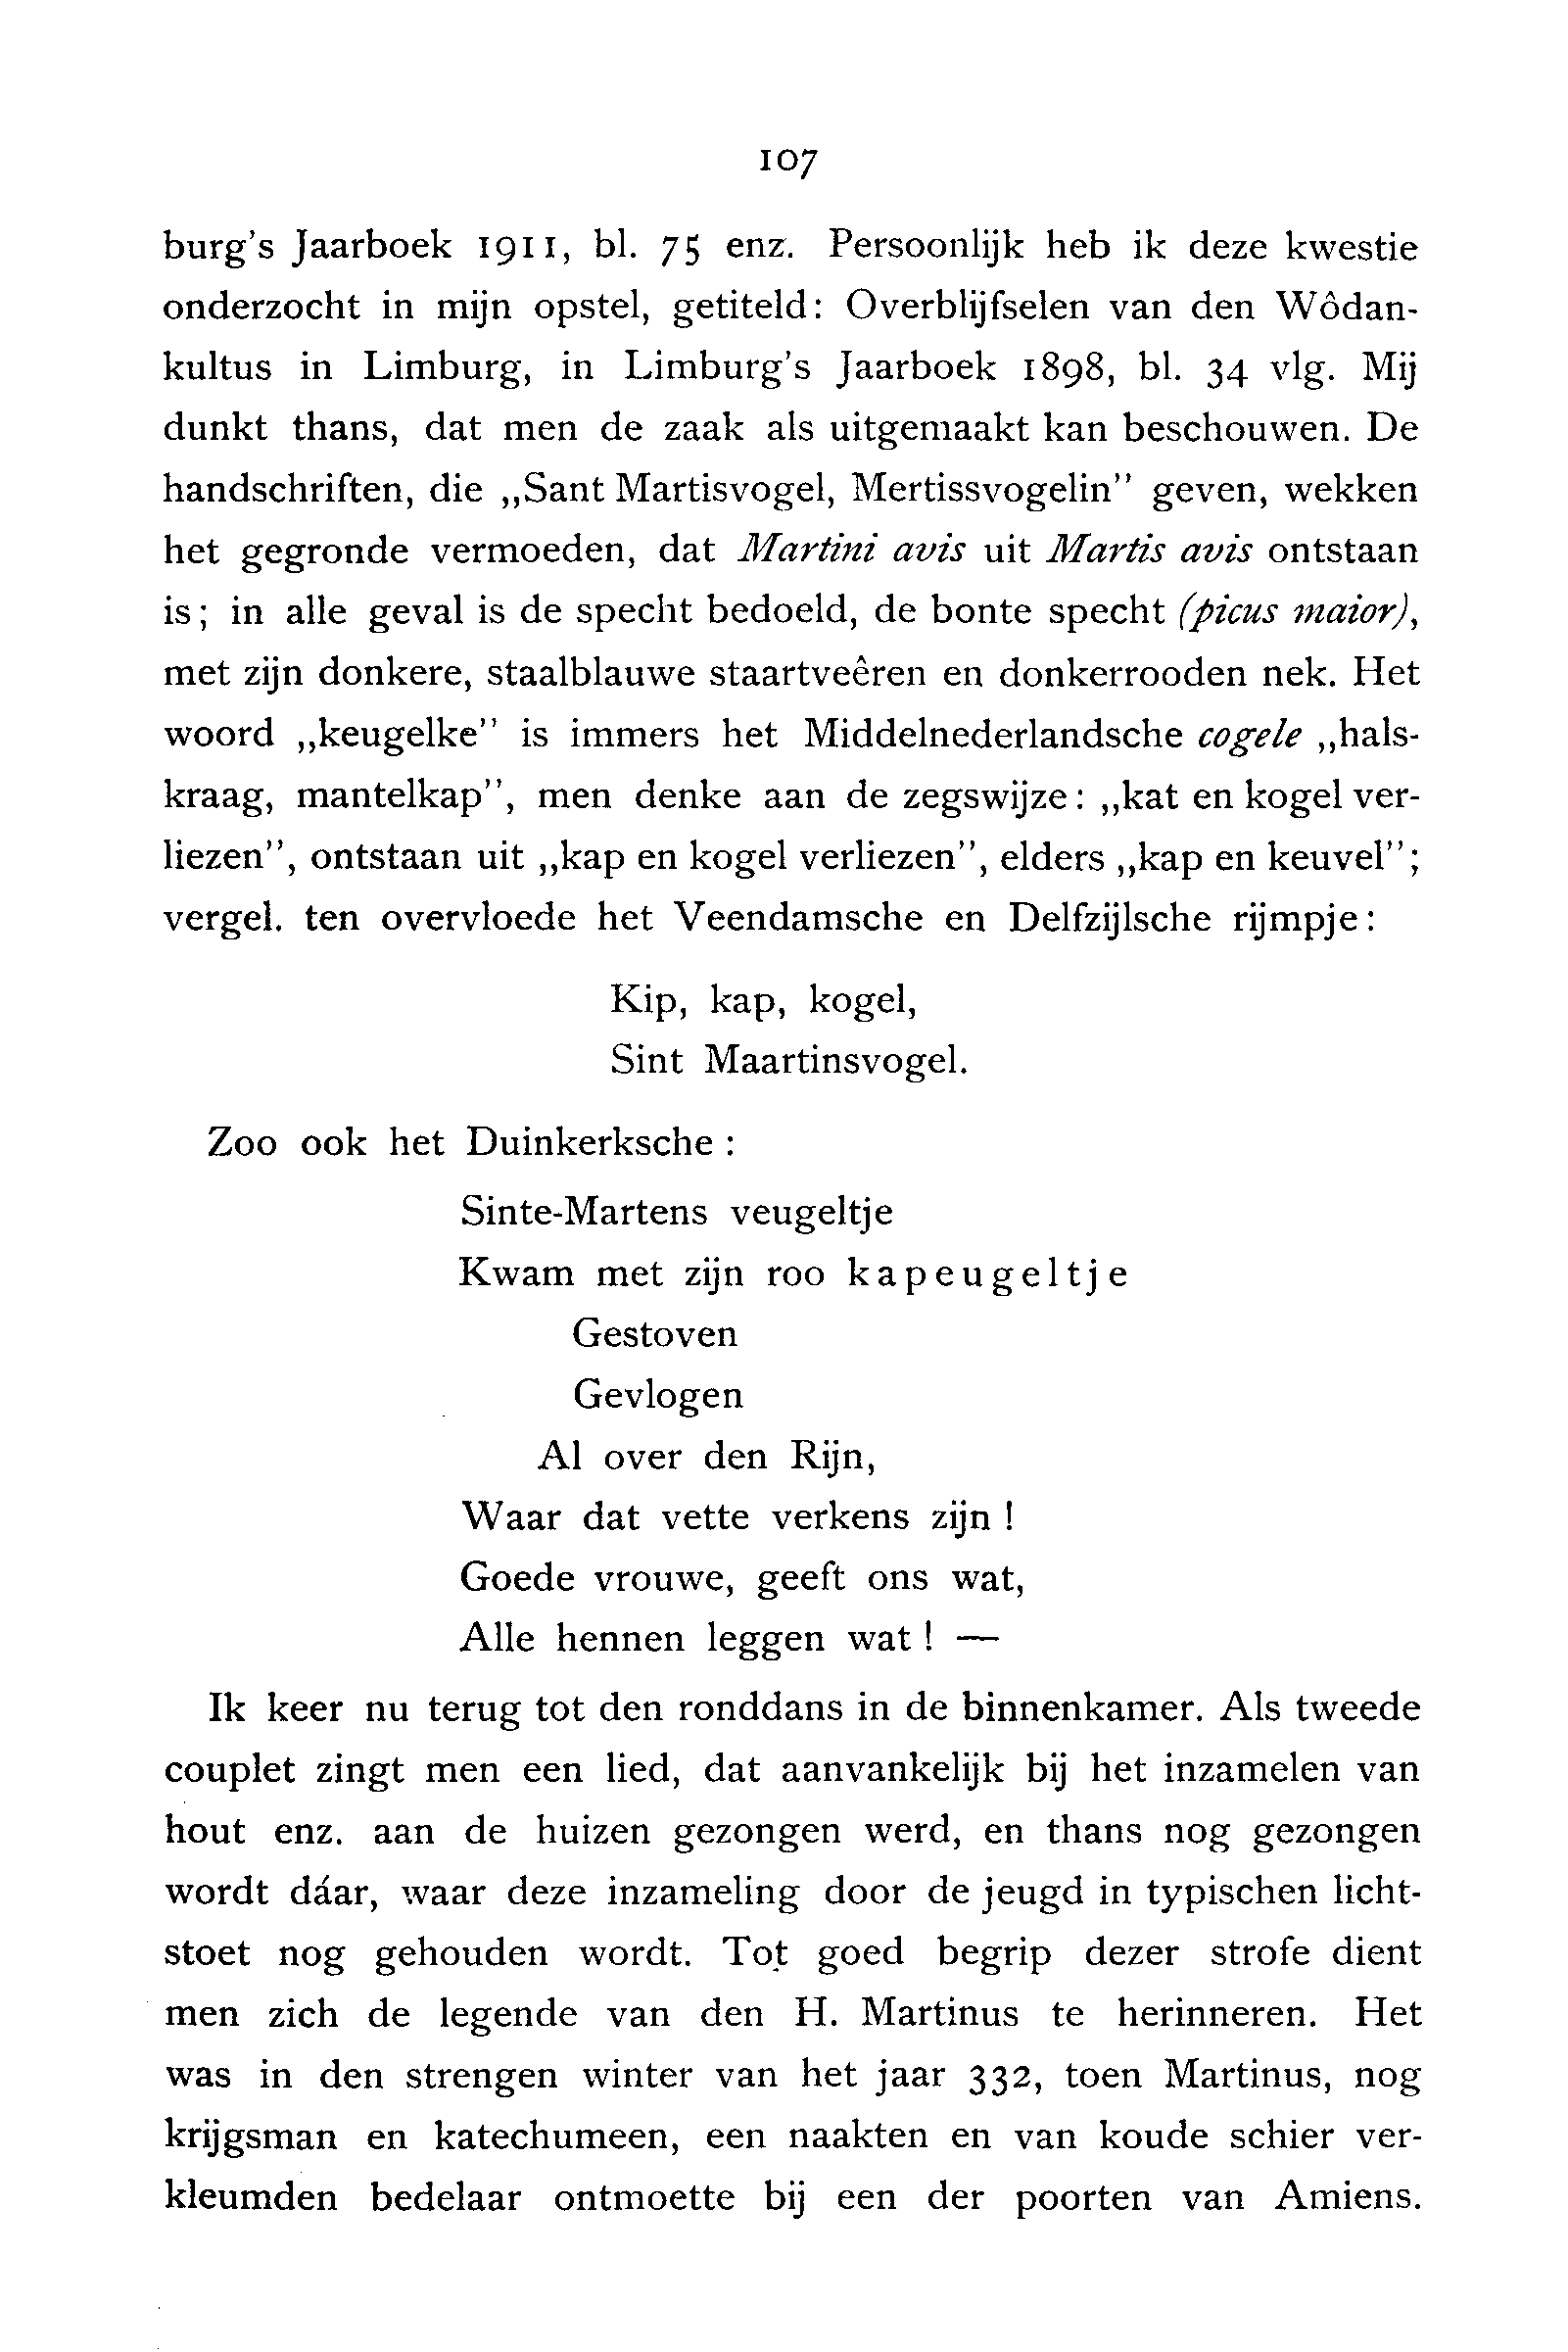 107
burg's Jaarboek 1911, bl. 75 enz. Persoonlijk heb ik deze kwestie
onderzocht in mijn opstel, getiteld: Overblijfselen van den Wôdan-
kultus in Limburg, in Limburg's Jaarboek 1898, bl. 34 vlg. Mij
dunkt thans, dat men de zaak als uitgemaakt kan beschouwen. De
handschriften, die „Sant Martisvogel, Mertissvogelin” geven, wekken
het gegronde vermoeden, dat Martini avis uit Martis avis ontstaan
is; in alle geval is de specht bedoeld, de bonte specht (picus maior),
met zijn donkere, staalblauwe staartveêren en donkerrooden nek. Het
woord „keugelke” is immers het Middelnederlandsche cogele „hals-
kraag, mantelkap”, men denke aan de zegswijze: „kat en kogel ver-
liezen”, ontstaan uit „kap en kogel verliezen”, elders „kap en keuvel”;
vergel. ten overvloede het Veendamsche en Delfzijlsche rijmpje:
Kip, kap, kogel,
Sint Maartinsvogel.
Zoo ook het Duinkerksche :
Sinte-Martens veugeltje
Kwam met zijn roo kapeugeltje
Gestoven
Gevlogen
Al over den Rijn,
Waar dat vette verkens zijn !
Goede vrouwe, geeft ons wat,
Alle hennen leggen wat ! —
Ik keer nu terug tot den ronddans in de binnenkamer. Als tweede
couplet zingt men een lied, dat aanvankelijk bij het inzamelen van
hout enz. aan de huizen gezongen werd, en thans nog gezongen
wordt dáar, waar deze inzameling door de jeugd in typischen licht-
stoet nog gehouden wordt. Tot goed begrip dezer strofe dient
men zich de legende van den H. Martinus te herinneren. Het
was in den strengen winter van het jaar 332, toen Martinus, nog
krijgsman en katechumeen, een naakten en van koude schier ver-
kleumden bedelaar ontmoette bij een der poorten van Amiens.